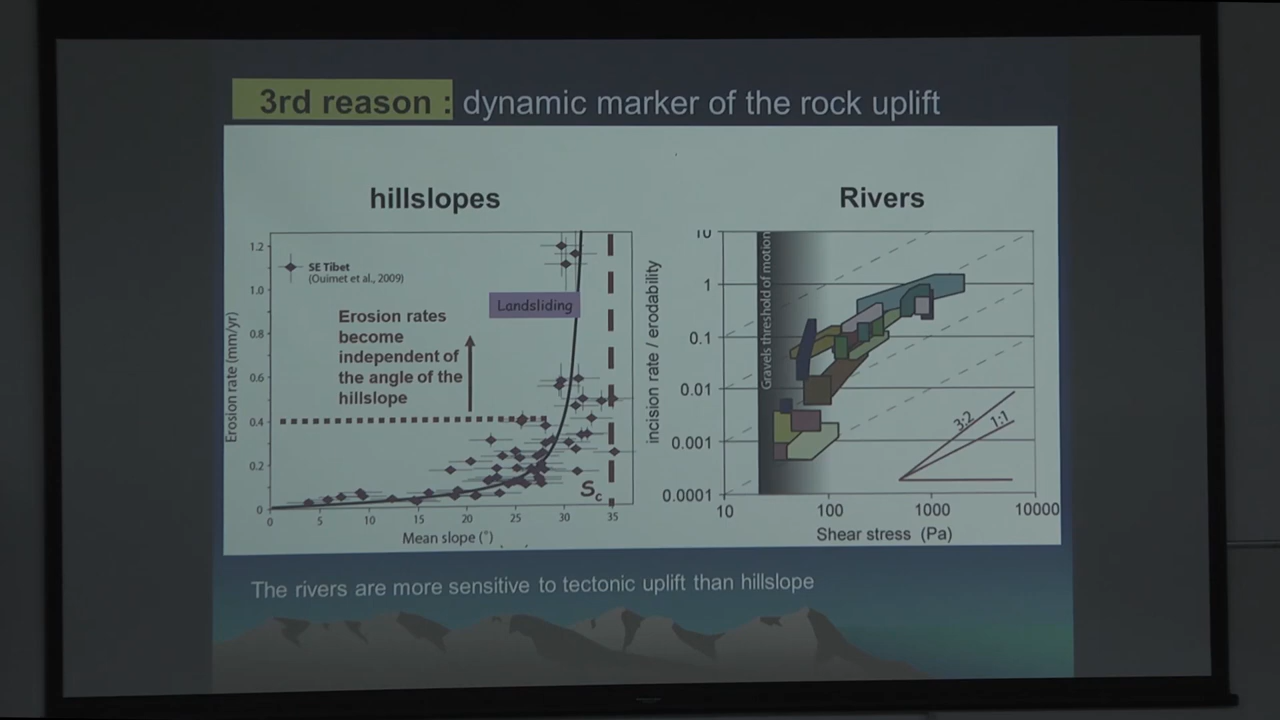 3rd reason : dynamic marker of the rock uplift
hillslopes
Erosion rate (mm/yr)
1.2
1.0
0.8
0.6
0.4
0.2
0
SE Tibet
(Ouimet et al., 2009)
Landsliding
Erosion rates
become
independent of
the angle of the
hillslope
Sc
0 5 10 15 20 25 30 35
Mean slope (°)
Rivers
incision rate / erodability
10
1
0.1
0.01
0.001
0.0001
Gravels threshold of motion
3:2
1:1
10 100 1000 10000
Shear stress (Pa)
The rivers are more sensitive to tectonic uplift than hillslope